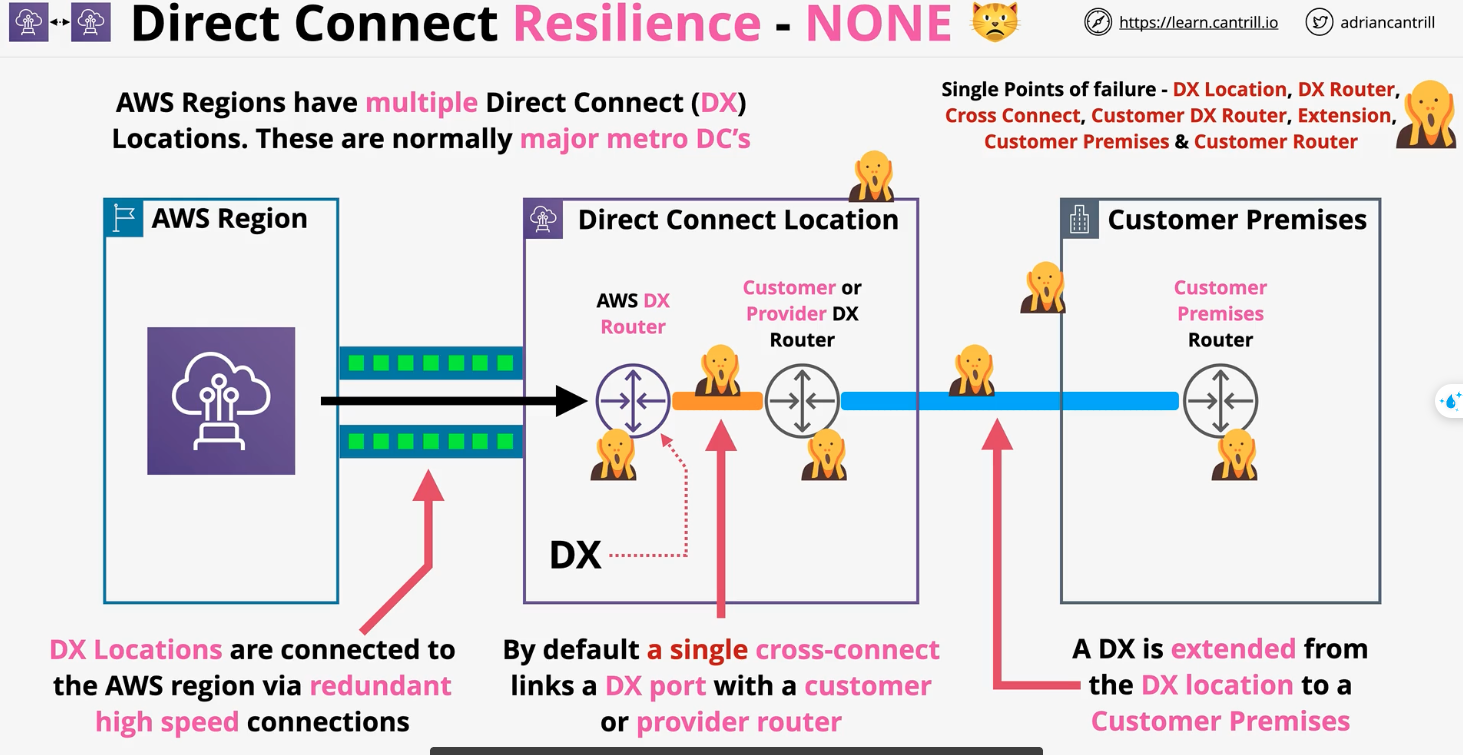 Direct Connect Resilience - NONE
https://learn.cantrill.io
adriancantrill
AWS Regions have multiple Direct Connect (DX)
Locations. These are normally major metro DC's
Single Points of failure - DX Location, DX Router,
Cross Connect, Customer DX Router, Extension,
Customer Premises & Customer Router
AWS Region
Direct Connect Location
Customer Premises
AWS DX
Router
Customer or
Provider DX
Router
Customer
Premises
Router
DX
DX Locations are connected to
the AWS region via redundant
high speed connections
By default a single cross-connect
links a DX port with a customer
or provider router
A DX is extended from
the DX location to a
Customer Premises